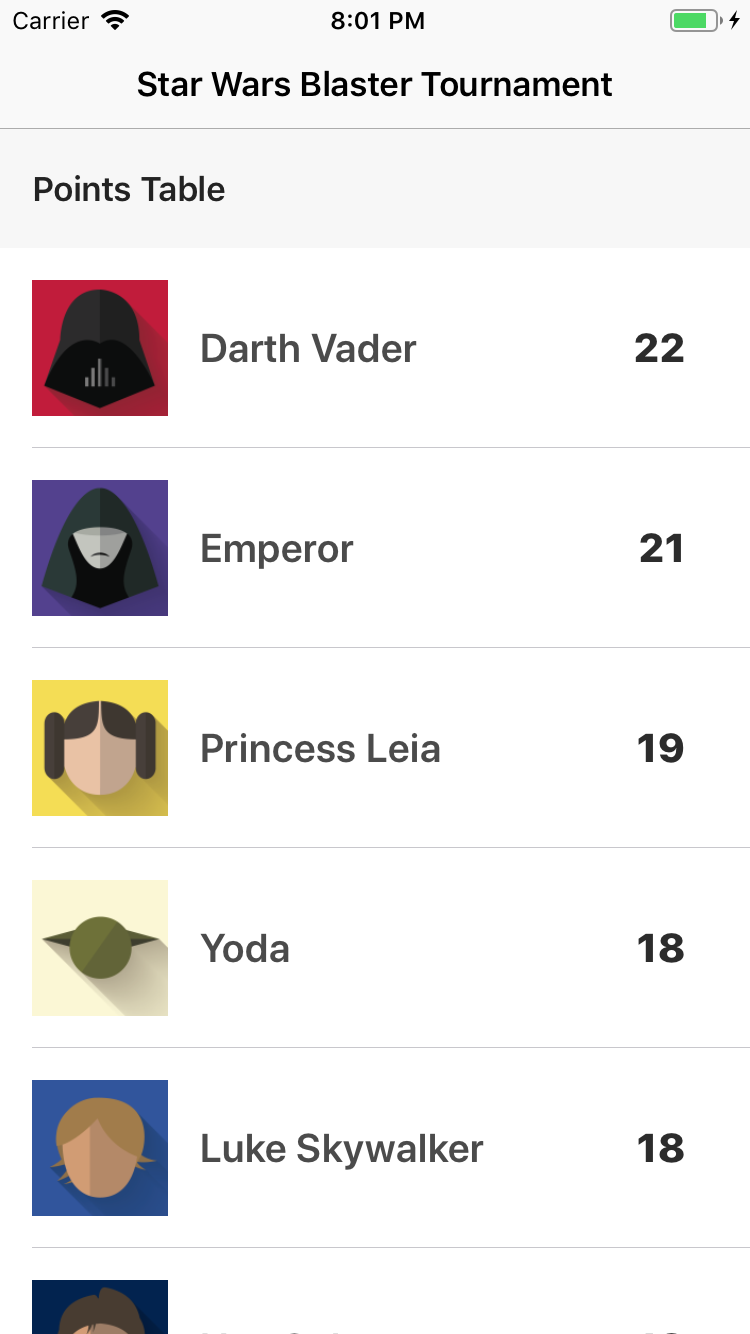 Carrier 8:01 PM
Star Wars Blaster Tournament
Points Table
Darth Vader 22
Emperor 21
Princess Leia 19
Yoda 18
Luke Skywalker 18